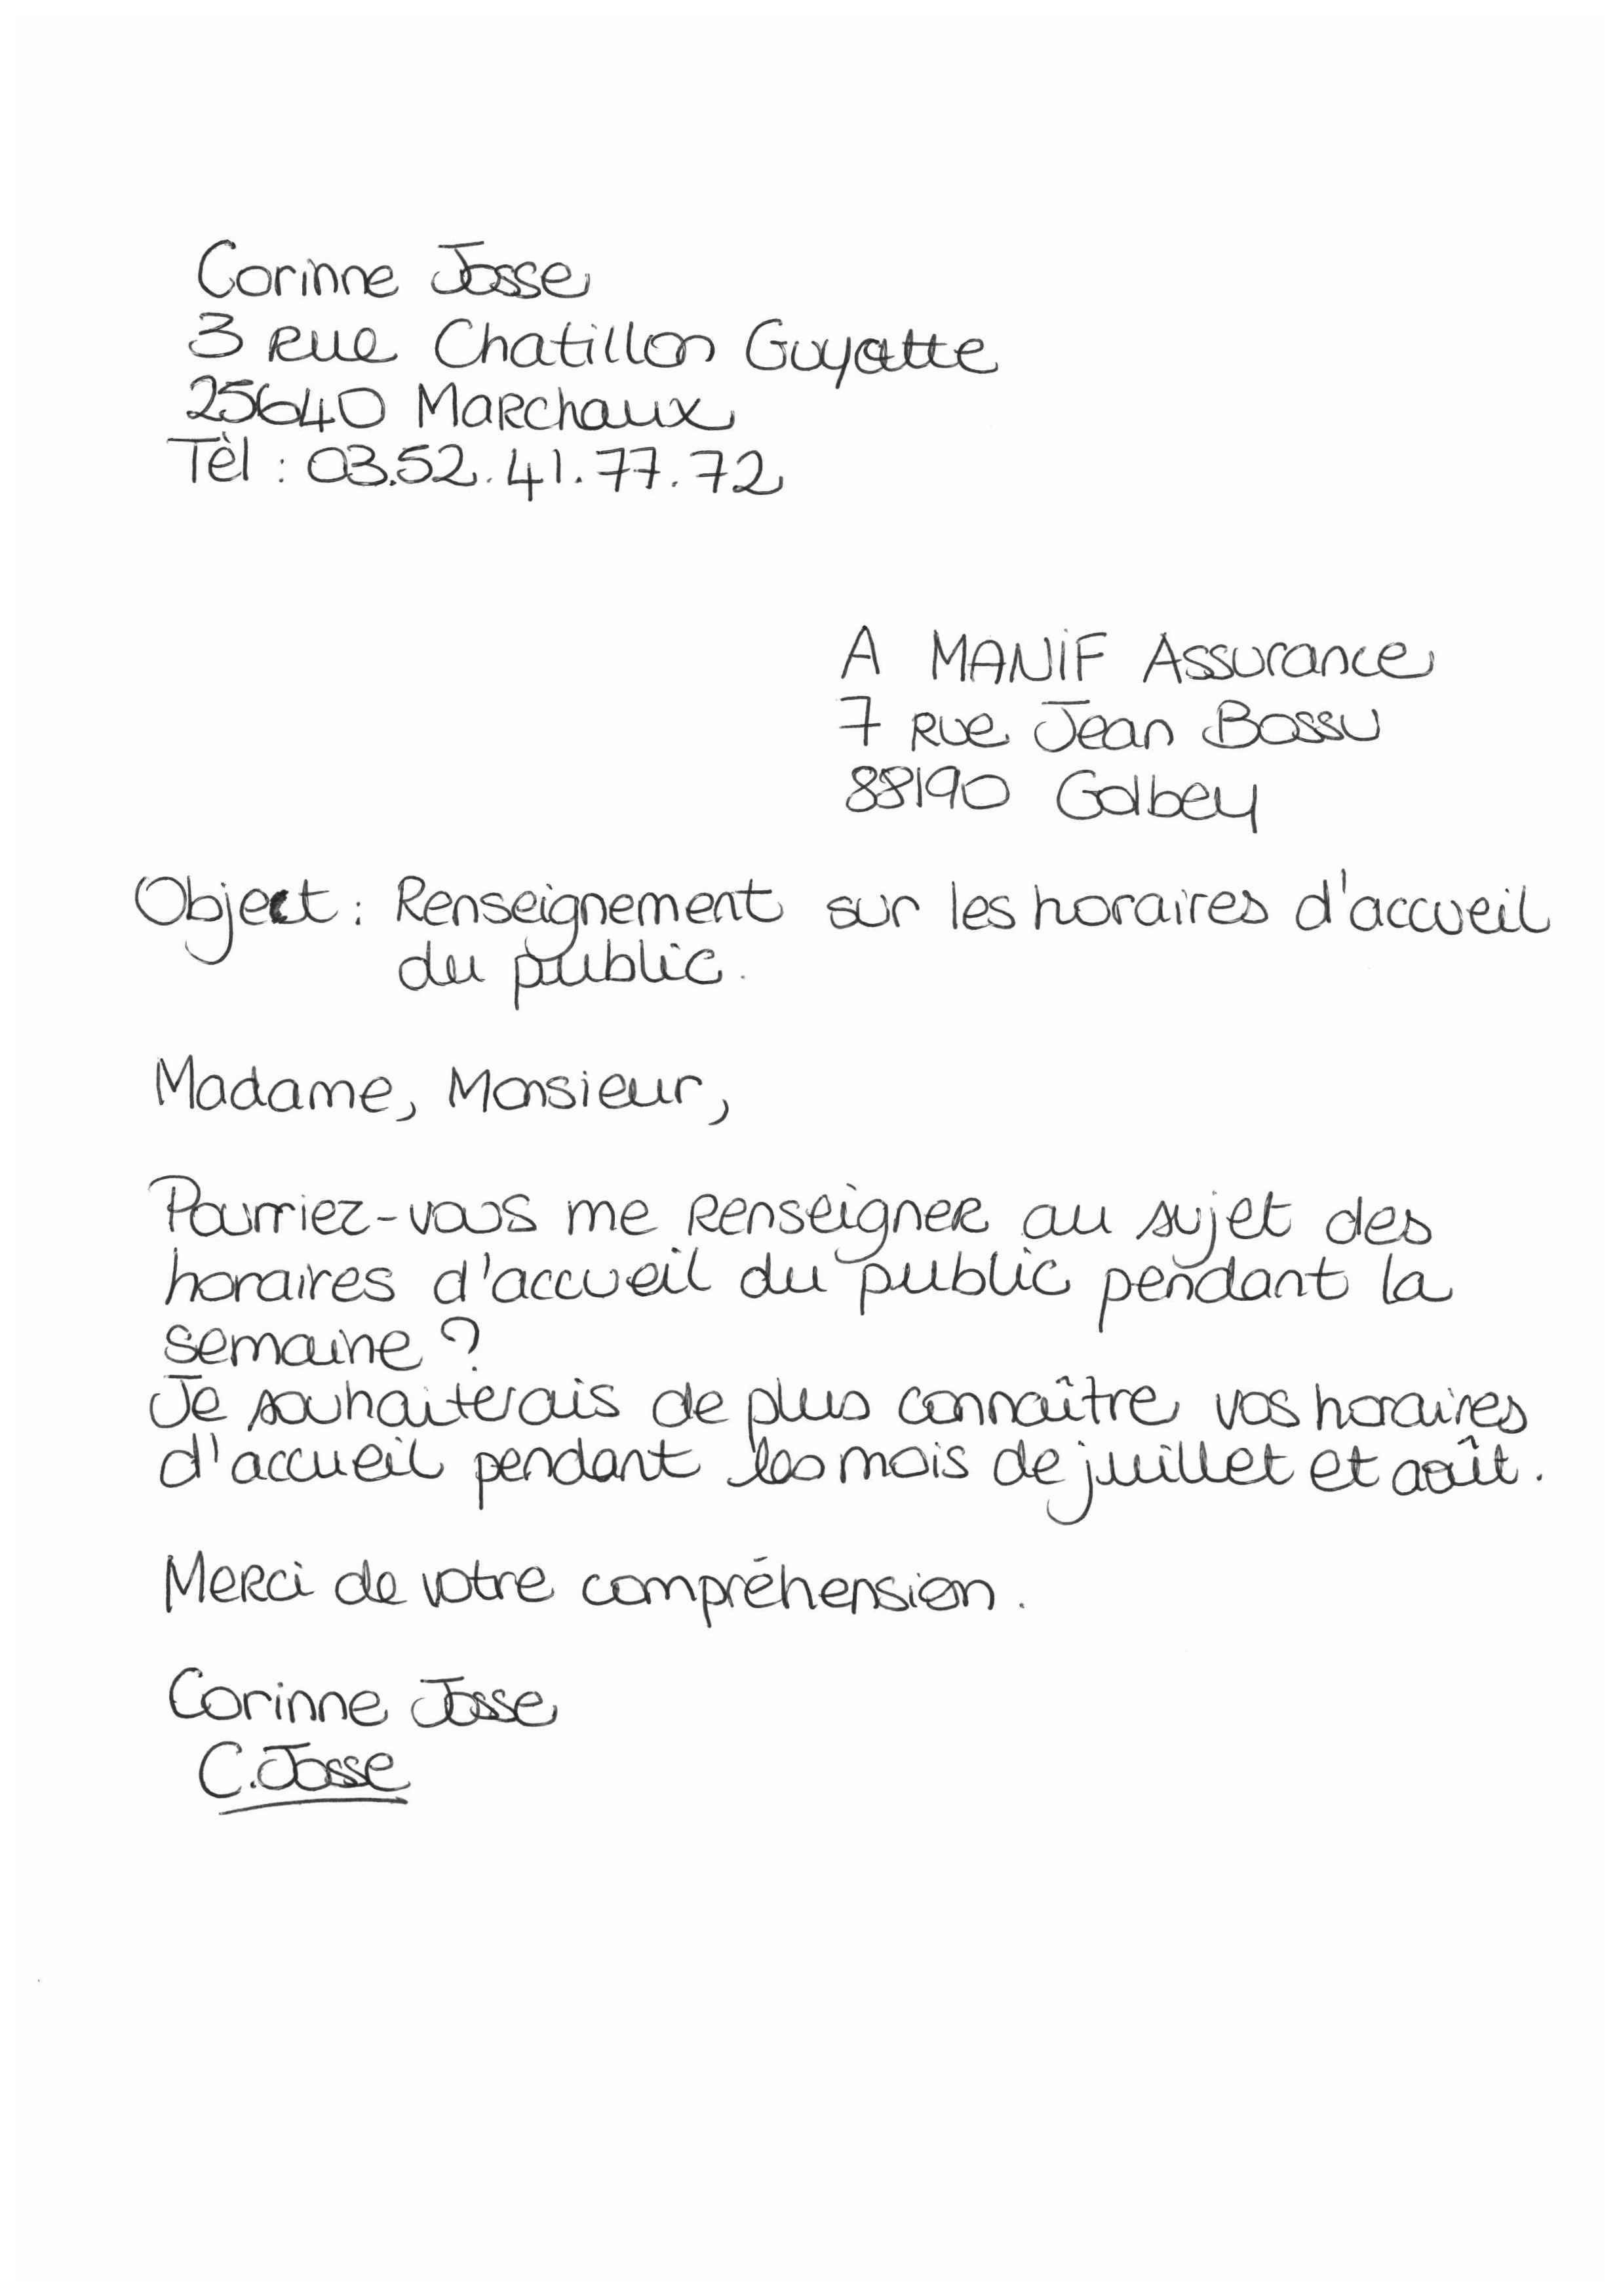 Corinne Josse
3 Rue Chatillon Guyotte
25640 Marchaux
Tèl : 03.52.41.77.72
A MANIF Assurance
7 Rue Jean Bossu
88190 Golbey
Object : Renseignement sur les horaires d'accueil
du public.
Madame, Monsieur,
Pourriez-vous me renseigner au sujet des
horaires d'accueil du public pendant la
semaine ?
Je souhaiterais de plus connaître vos horaires
d'accueil pendant les mois de juillet et août.
Merci de votre compréhension.
Corinne Josse
C. Josse